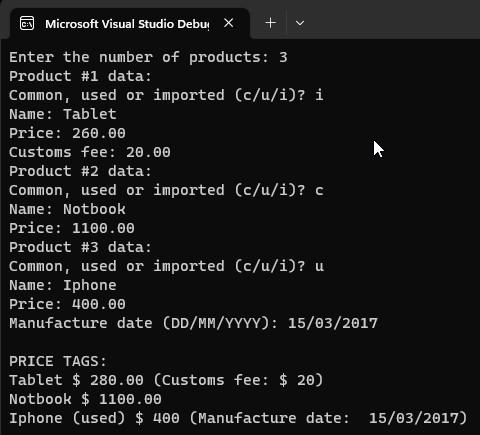 Microsoft Visual Studio Debu
Enter the number of products: 3
Product #1 data:
Common, used or imported (c/u/i)? i
Name: Tablet
Price: 260.00
Customs fee: 20.00
Product #2 data:
Common, used or imported (c/u/i)? c
Name: Notbook
Price: 1100.00
Product #3 data:
Common, used or imported (c/u/i)? u
Name: Iphone
Price: 400.00
Manufacture date (DD/MM/YYYY): 15/03/2017

PRICE TAGS:
Tablet $ 280.00 (Customs fee: $ 20)
Notbook $ 1100.00
Iphone (used) $ 400 (Manufacture date:  15/03/2017)